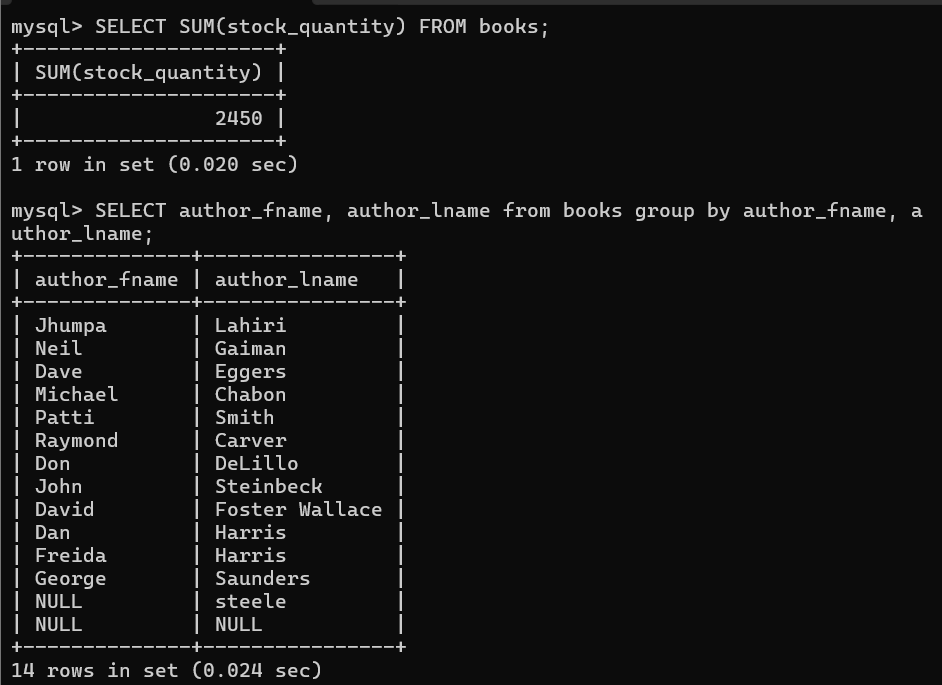 mysql> SELECT SUM(stock_quantity) FROM books;
+---------------------+
| SUM(stock_quantity) |
+---------------------+
|                2450 |
+---------------------+
1 row in set (0.020 sec)

mysql> SELECT author_fname, author_lname from books group by author_fname, a
uthor_lname;
+--------------+----------------+
| author_fname | author_lname   |
+--------------+----------------+
| Jhumpa       | Lahiri         |
| Neil         | Gaiman         |
| Dave         | Eggers         |
| Michael      | Chabon         |
| Patti        | Smith          |
| Raymond      | Carver         |
| Don          | DeLillo        |
| John         | Steinbeck      |
| David        | Foster Wallace |
| Dan          | Harris         |
| Freida       | Harris         |
| George       | Saunders       |
| NULL         | steele         |
| NULL         | NULL           |
+--------------+----------------+
14 rows in set (0.024 sec)